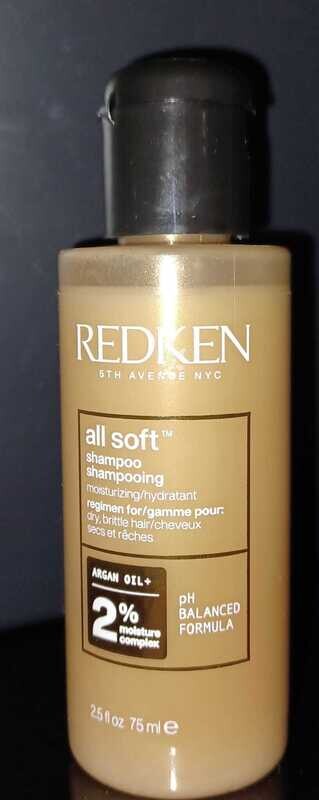 REDKEN
5TH AVENUE NYC
all soft™
shampoo
shampooing
moisturizing/hydratant
regimen for/gamme pour:
dry, brittle hair/cheveux
secs et rêches
ARGAN OIL+
2%
moisture
complex
pH
BALANCED
FORMULA
2.5 fl oz 75 ml ℮